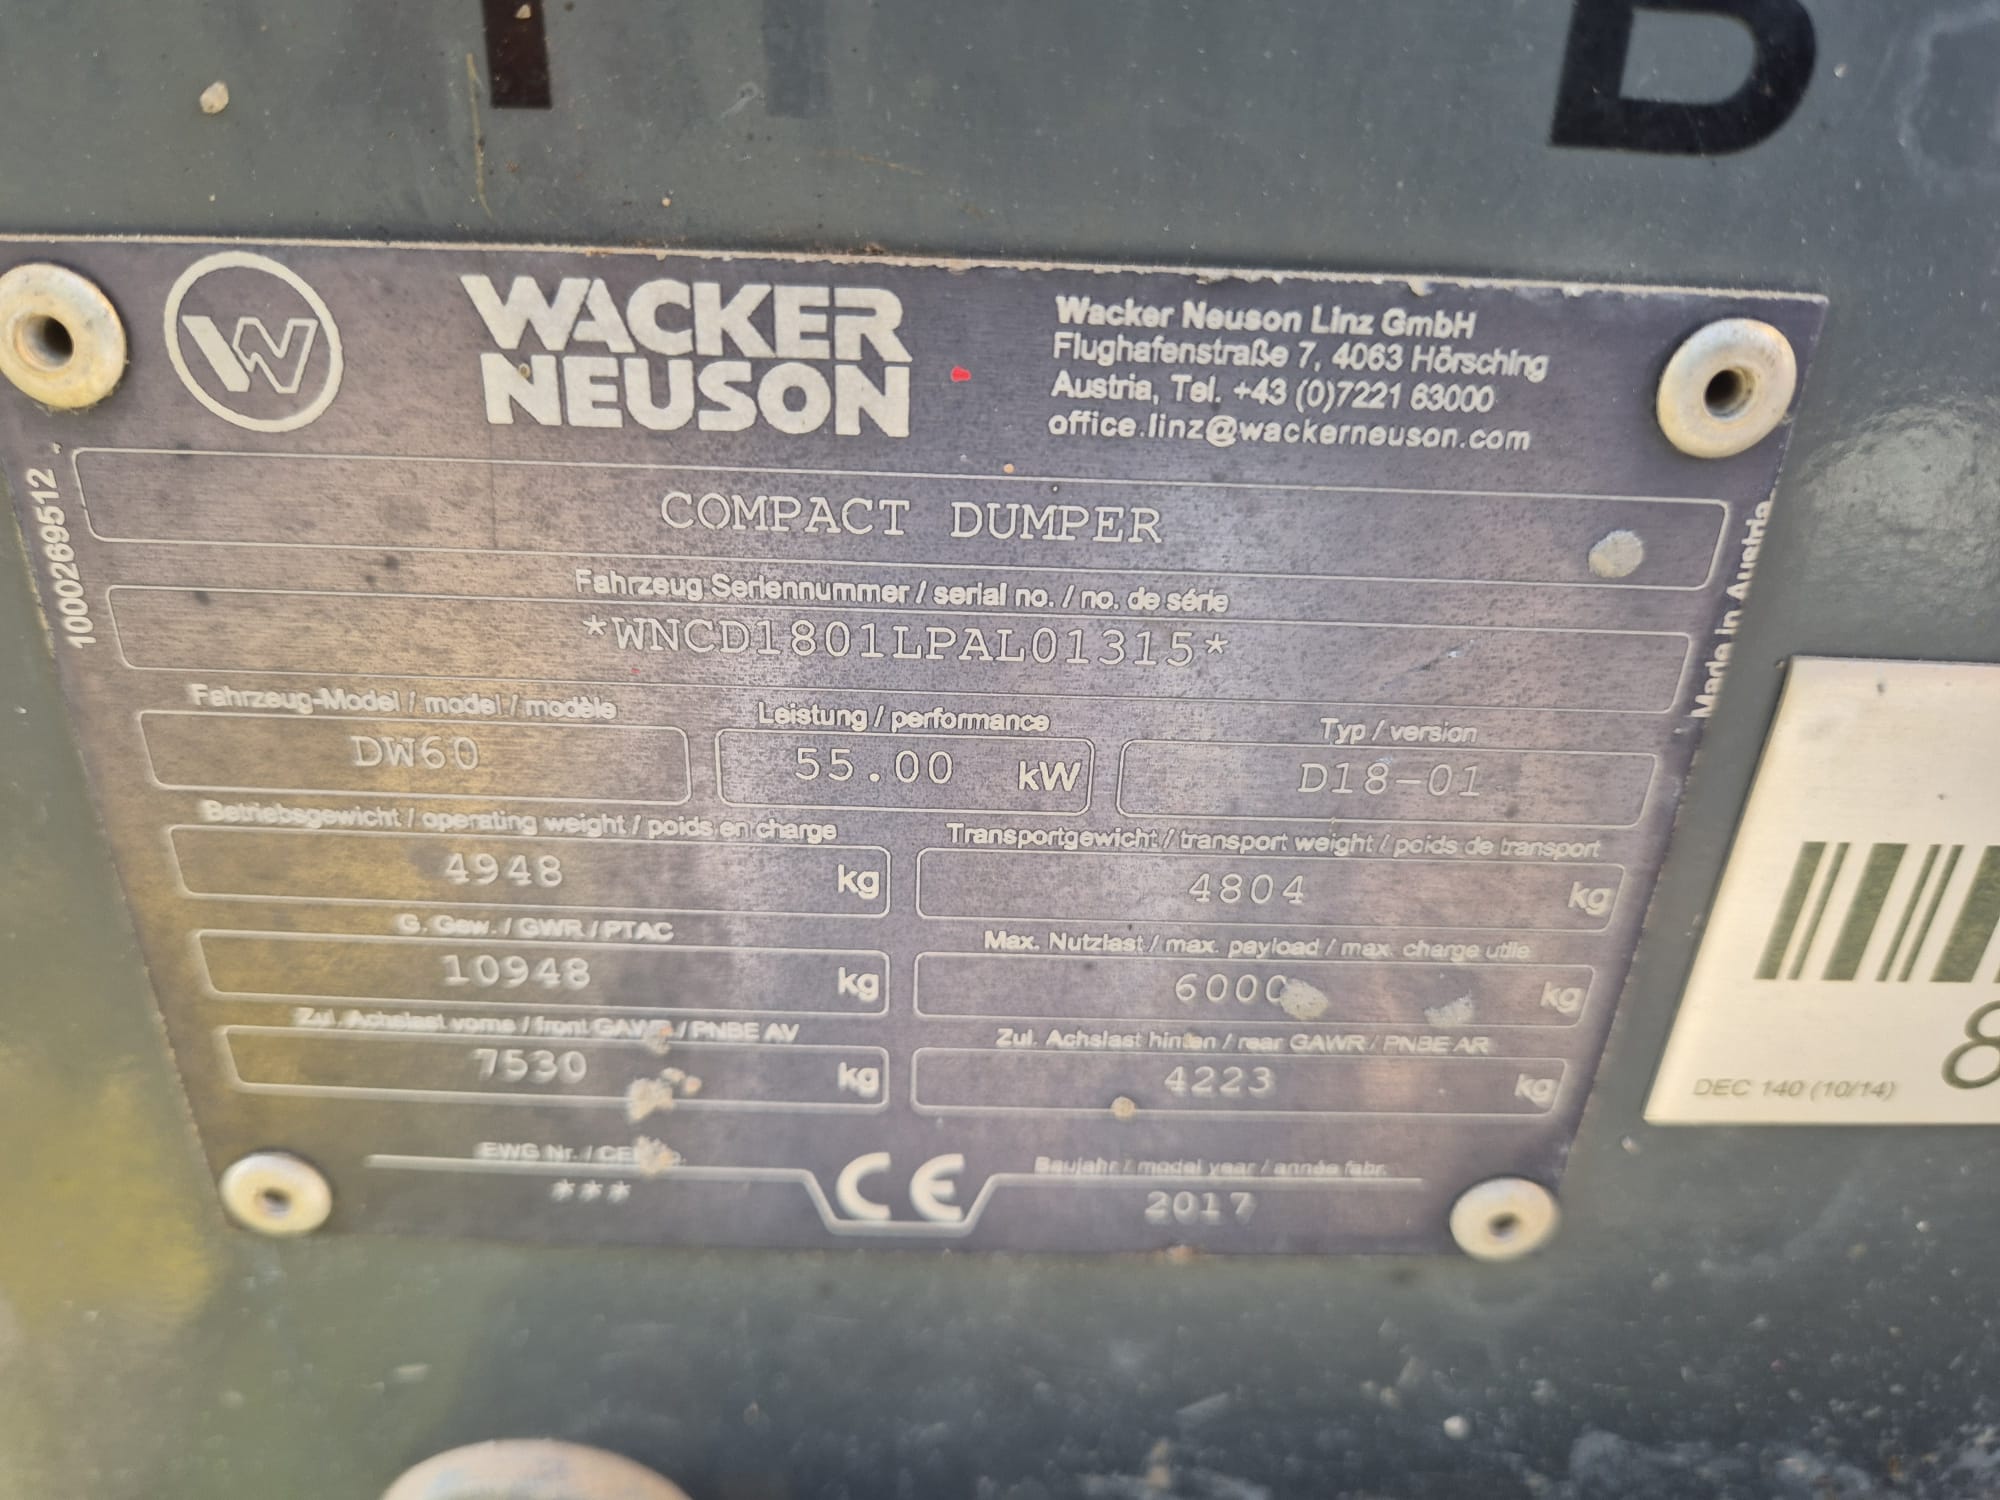 WACKER
NEUSON
Wacker Neuson Linz GmbH
Flughafenstraße 7, 4063 Hörsching
Austria, Tel. +43 (0)7221 63000
office.linz@wackerneuson.com
1000269512
COMPACT DUMPER
Made in Austria
Fahrzeug Seriennummer / serial no. / no. de série
*WNCD1801LPAL01315*
Fahrzeug-Model / model / modèle
DW60
Leistung / performance
55.00 kW
Typ / version
D18-01
Betriebsgewicht / operating weight / poids en charge
4948 kg
Transportgewicht / transport weight / poids de transport
4804 kg
G. Gew. / GWR / PTAC
10948 kg
Max. Nutzlast / max. payload / max. charge utile
6000 kg
Zul. Achslast vorne / front GAWR / PNBE AV
7530 kg
Zul. Achslast hinten / rear GAWR / PNBE AR
4223 kg
EWG Nr. /
***
CE
Baujahr / model year / année fabr.
2017
DEC 140 (10/14)
8